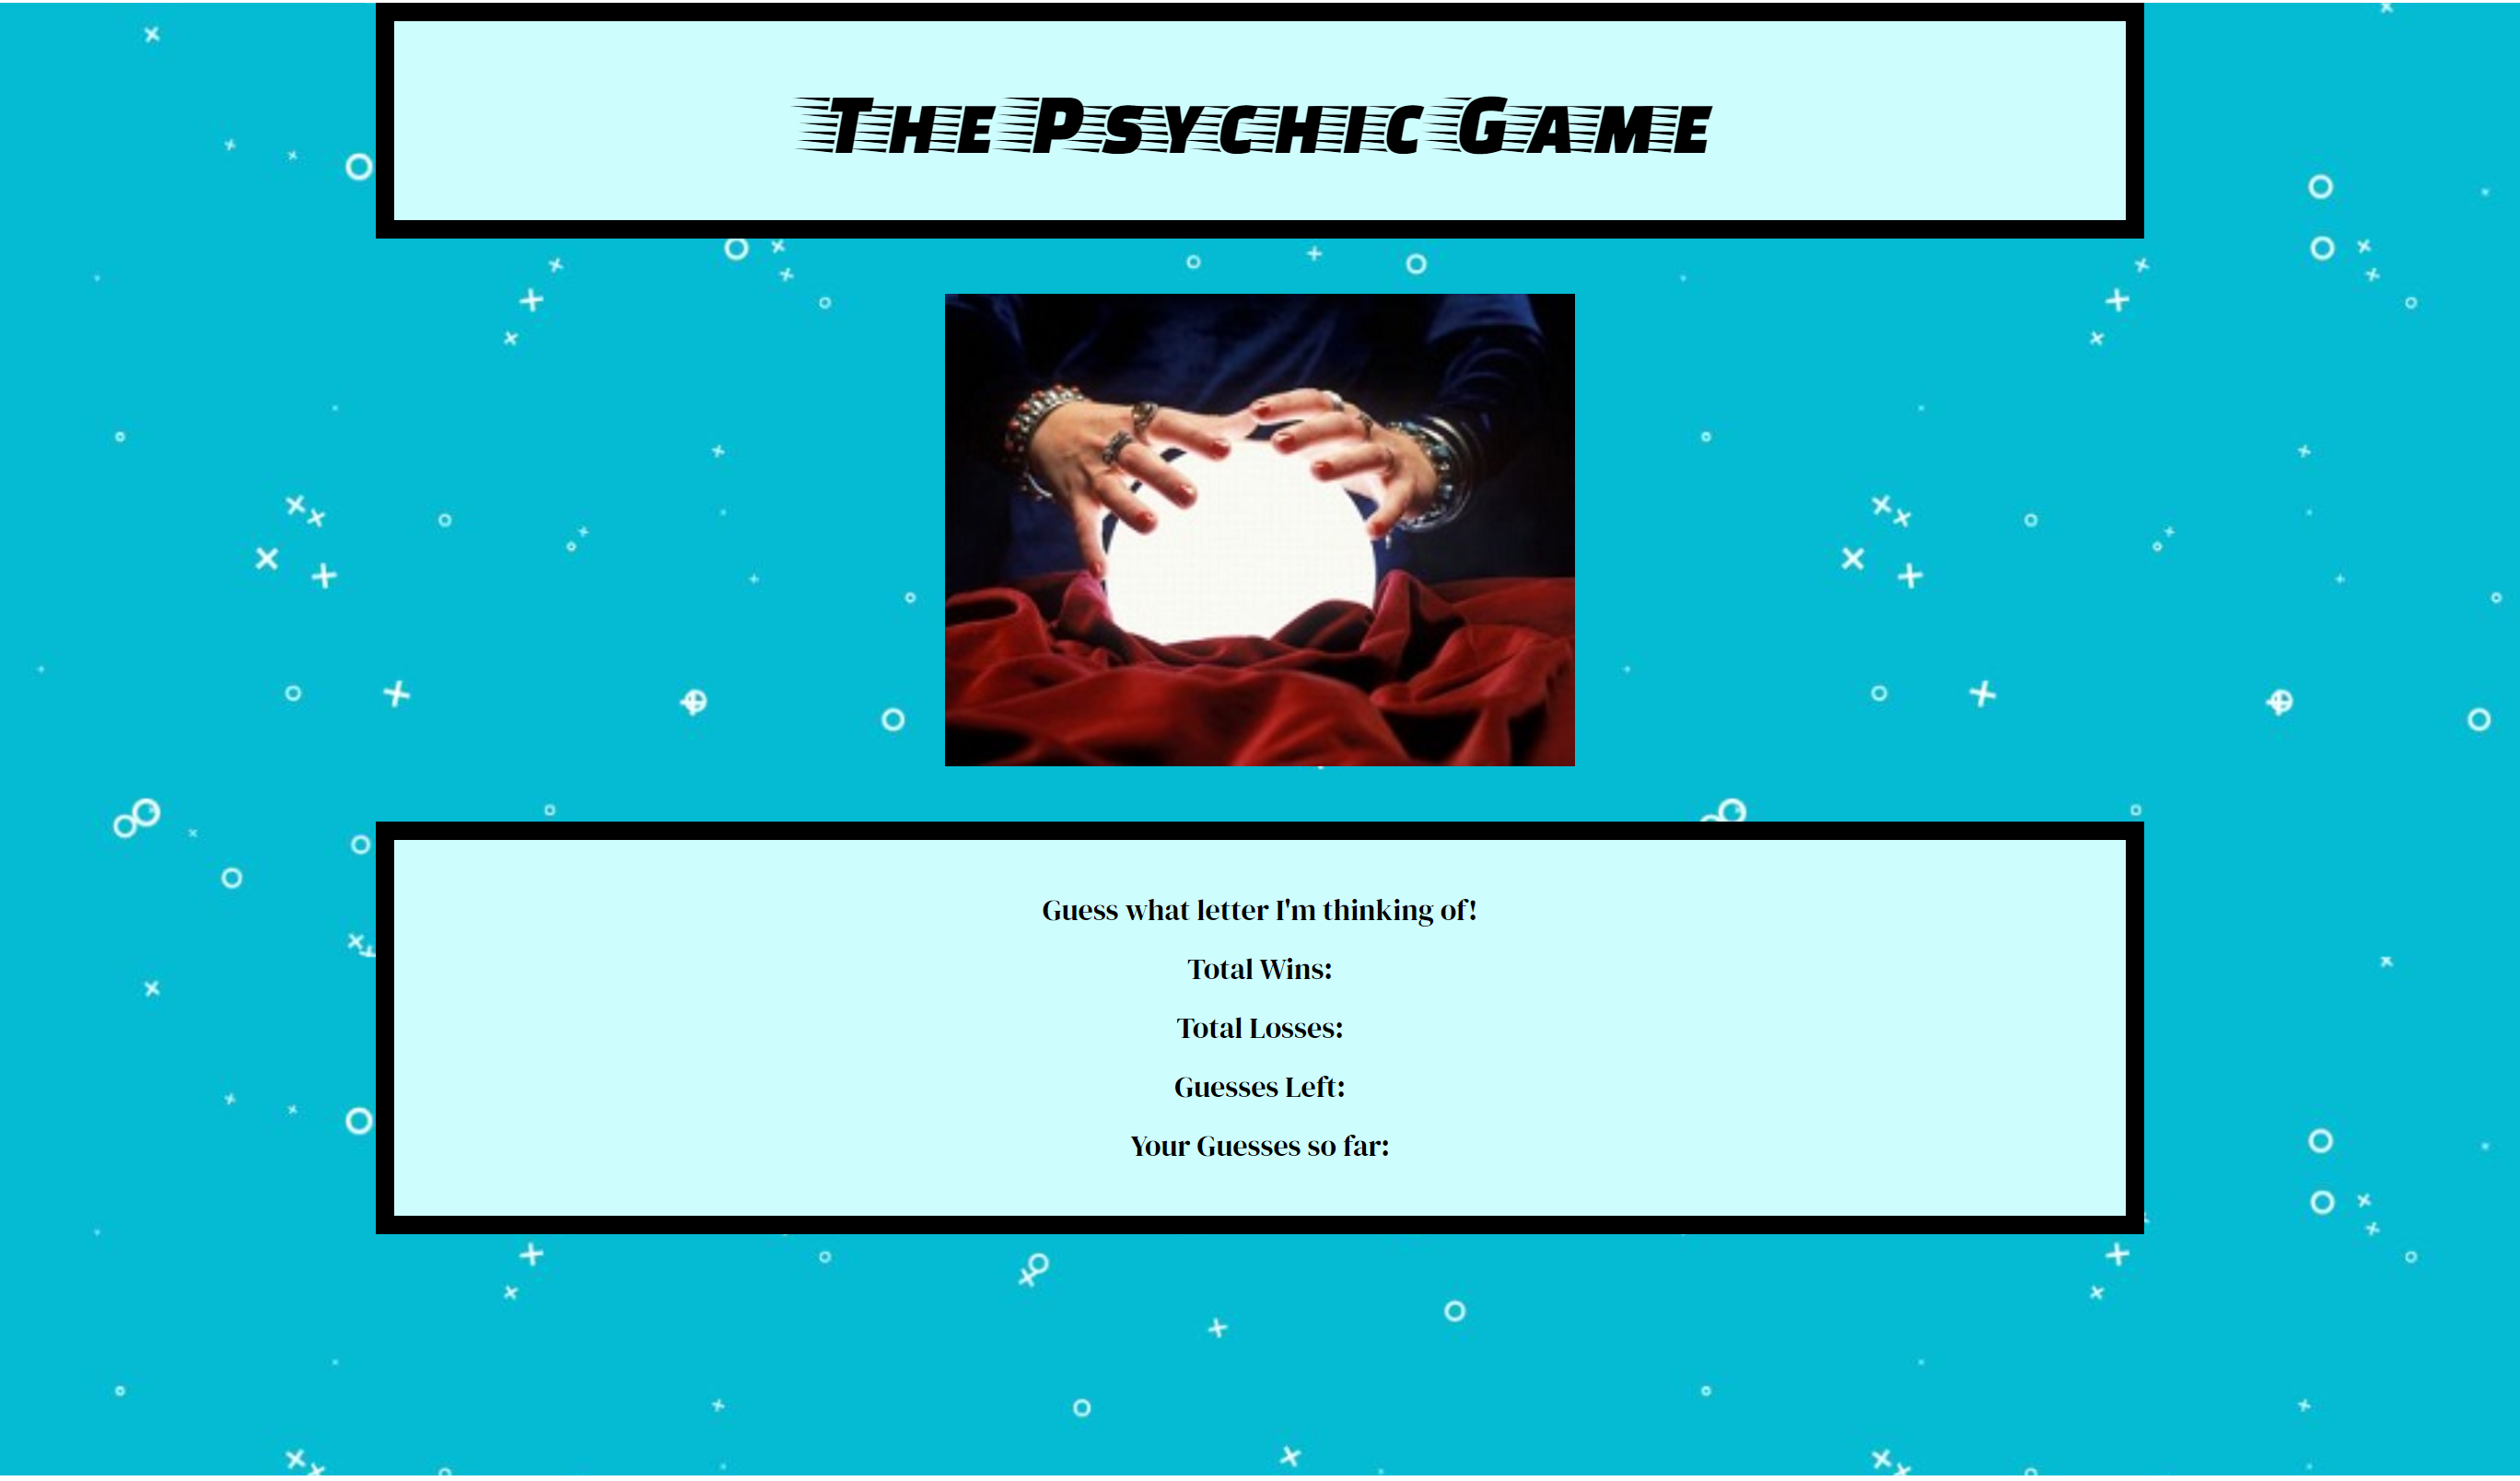 The Psychic Game
Guess what letter I'm thinking of!
Total Wins:
Total Losses:
Guesses Left:
Your Guesses so far: